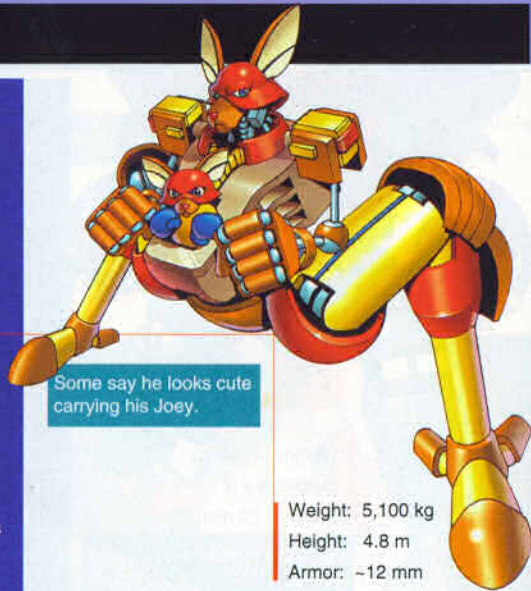 Some say he looks cute
carrying his Joey.
Weight: 5,100 kg
Height: 4.8 m
Armor: ~12 mm